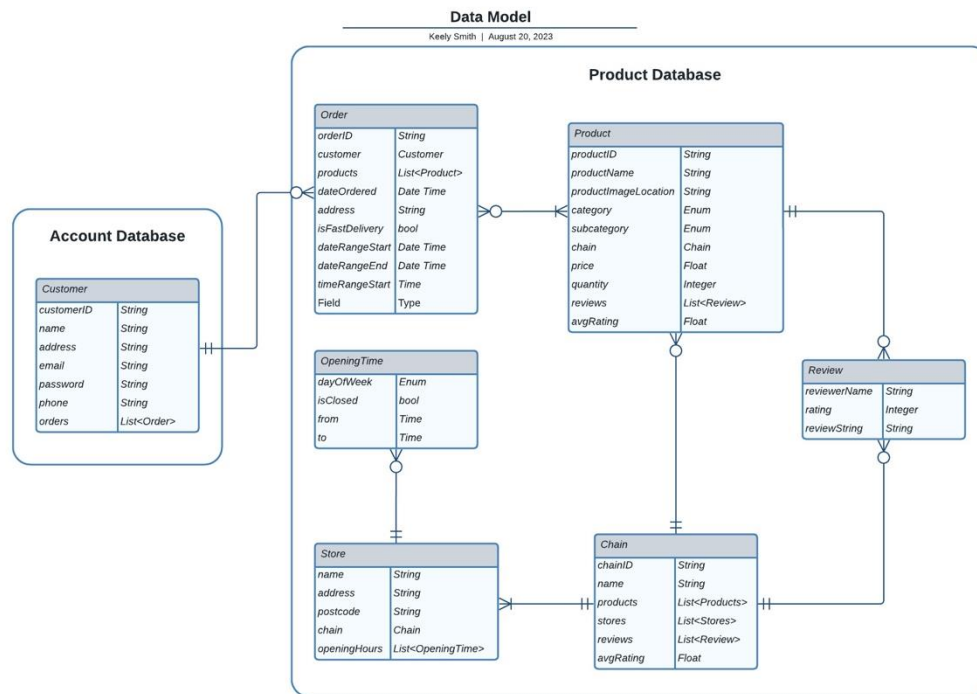 Data Model
Keely Smith | August 20, 2023
Product Database
Order
orderID String
customer Customer
products List<Product>
dateOrdered Date Time
address String
isFastDelivery bool
dateRangeStart Date Time
dateRangeEnd Date Time
timeRangeStart Time
Field Type
Product
productID String
productName String
productImageLocation String
category Enum
subcategory Enum
chain Chain
price Float
quantity Integer
reviews List<Review>
avgRating Float
Account Database
Customer
customerID String
name String
address String
email String
password String
phone String
orders List<Order>
OpeningTime
dayOfWeek Enum
isClosed bool
from Time
to Time
Review
reviewerName String
rating Integer
reviewString String
Store
name String
address String
postcode String
chain Chain
openingHours List<OpeningTime>
Chain
chainID String
name String
products List<Products>
stores List<Stores>
reviews List<Review>
avgRating Float